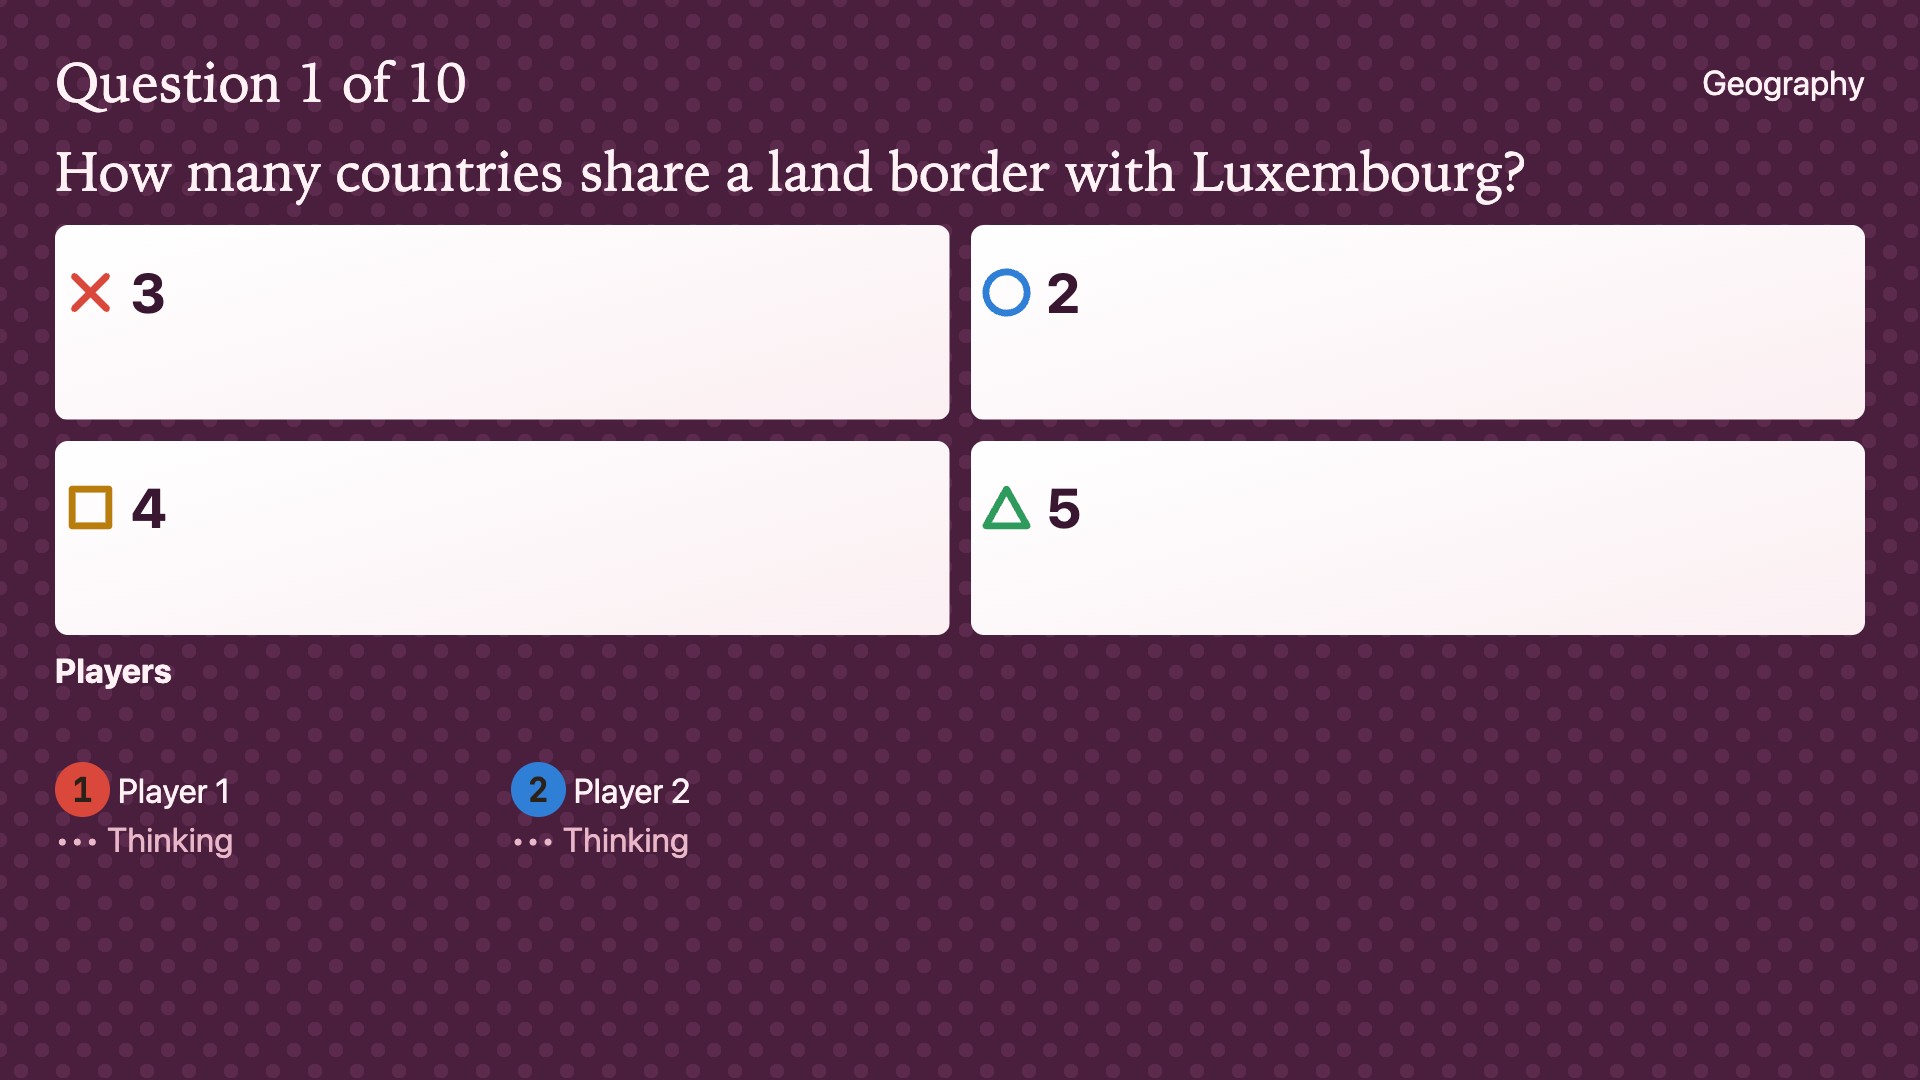 Question 1 of 10
Geography
How many countries share a land border with Luxembourg?
3
2
4
5
Players
1 Player 1
2 Player 2
••• Thinking
••• Thinking